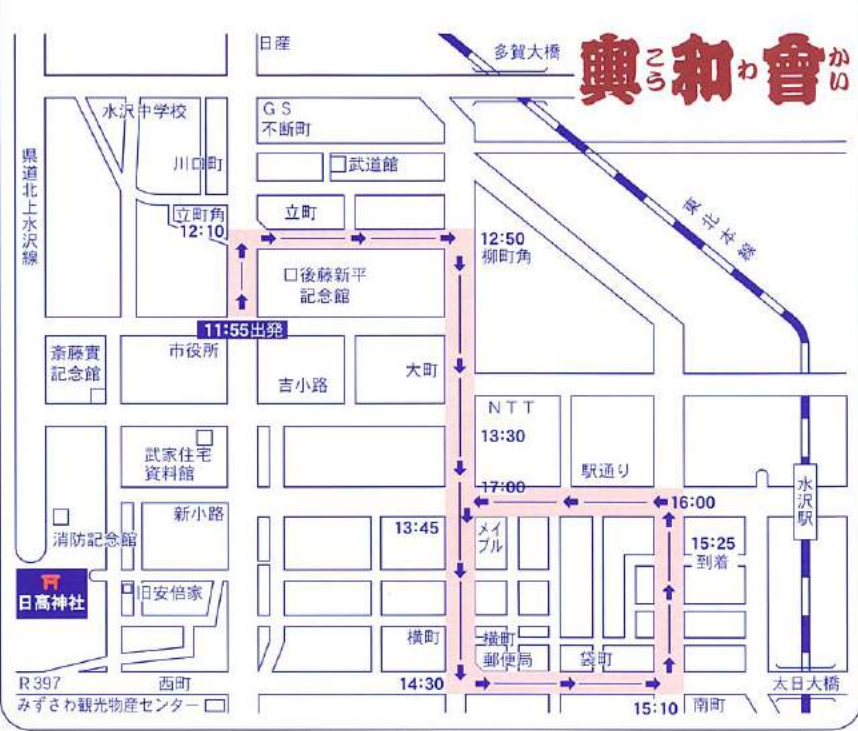 日産
多賀大橋
興和會
こう
わ
かい
水沢中学校
GS
不断町
川口町
武道館
県道北上水沢線
立町角
12:10
立町
12:50
柳町角
東北本線
後藤新平
記念館
11:55出発
斎藤實
記念館
市役所
吉小路
大町
NTT
13:30
武家住宅
資料館
駅通り
17:00
16:00
水沢駅
新小路
消防記念館
13:45
メイプル
15:25
到着
日高神社
旧安倍家
横町
横町
郵便局
袋町
R397
西町
14:30
太日大橋
みずさわ観光物産センター
15:10
南町